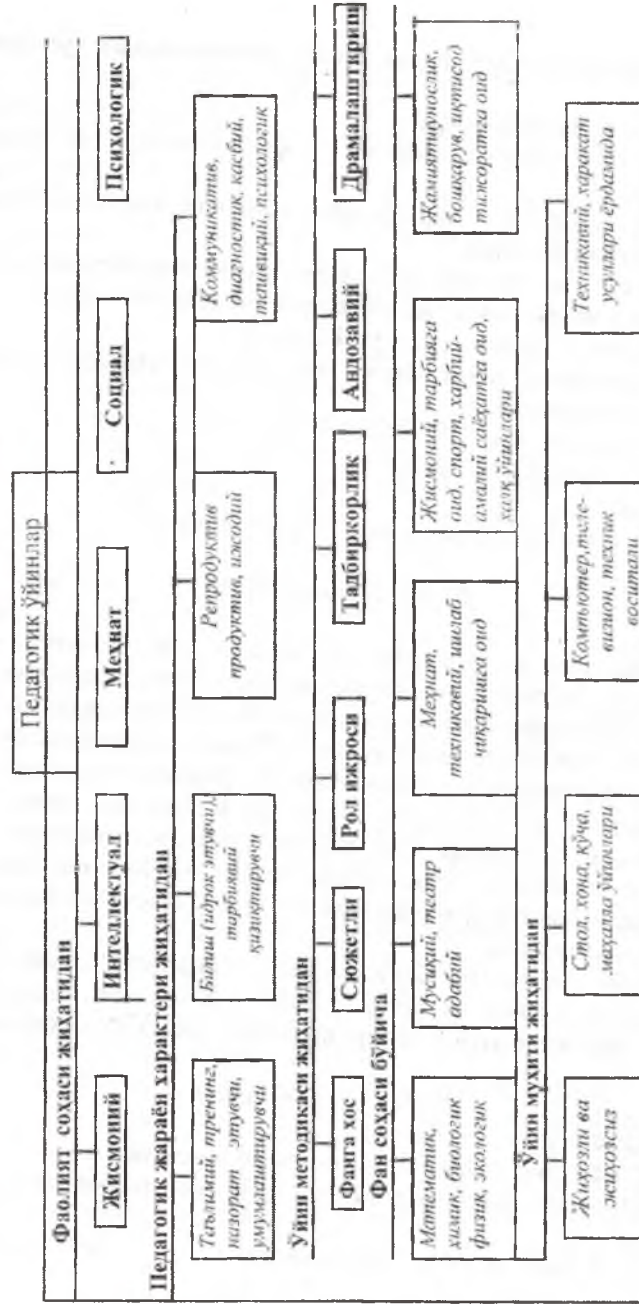 Педагогик ўйинлар
Фаолият соҳаси жиҳатидан
Жисмоний
Интеллектуал
Меҳнат
Социал
Психологик
Педагогик жараён характери жиҳатидан
Таълимий, тренинг,
назорат этувчи,
умумлаштирувчи
Билиш (идрок этувчи),
тарбиявий
қизиқтирувчи
Репродуктив
продуктив, ижодий
Коммуникатив,
диагностик, касбий,
психологик
Ўйин методикаси жиҳатидан
Фанга хос
Сюжетли
Рол ижроси
Тадбиркорлик
Андозавий
Драмалаштириш
Фан соҳаси бўйича
Математик,
химик, биологик
физик, экологик
Мусиқий, театр
адабий
Меҳнат,
техникавий, ишлаб
чиқаришга оид
Жисмоний, тарбияга
оид, спорт, харбий-
амалий саёҳатга оид,
халқ ўйинлари
Жамиятшунослик,
бошқарув, иқтисод
тижоратга оид
Ўйин муҳити жиҳатидан
Жиҳозли ва
жиҳозсиз
Стол, хона, кўча,
маҳалла ўйинлари
Компьютер, теле-
визион, техник
воситали
Техникавий, харакат
усуллари ёрдамида